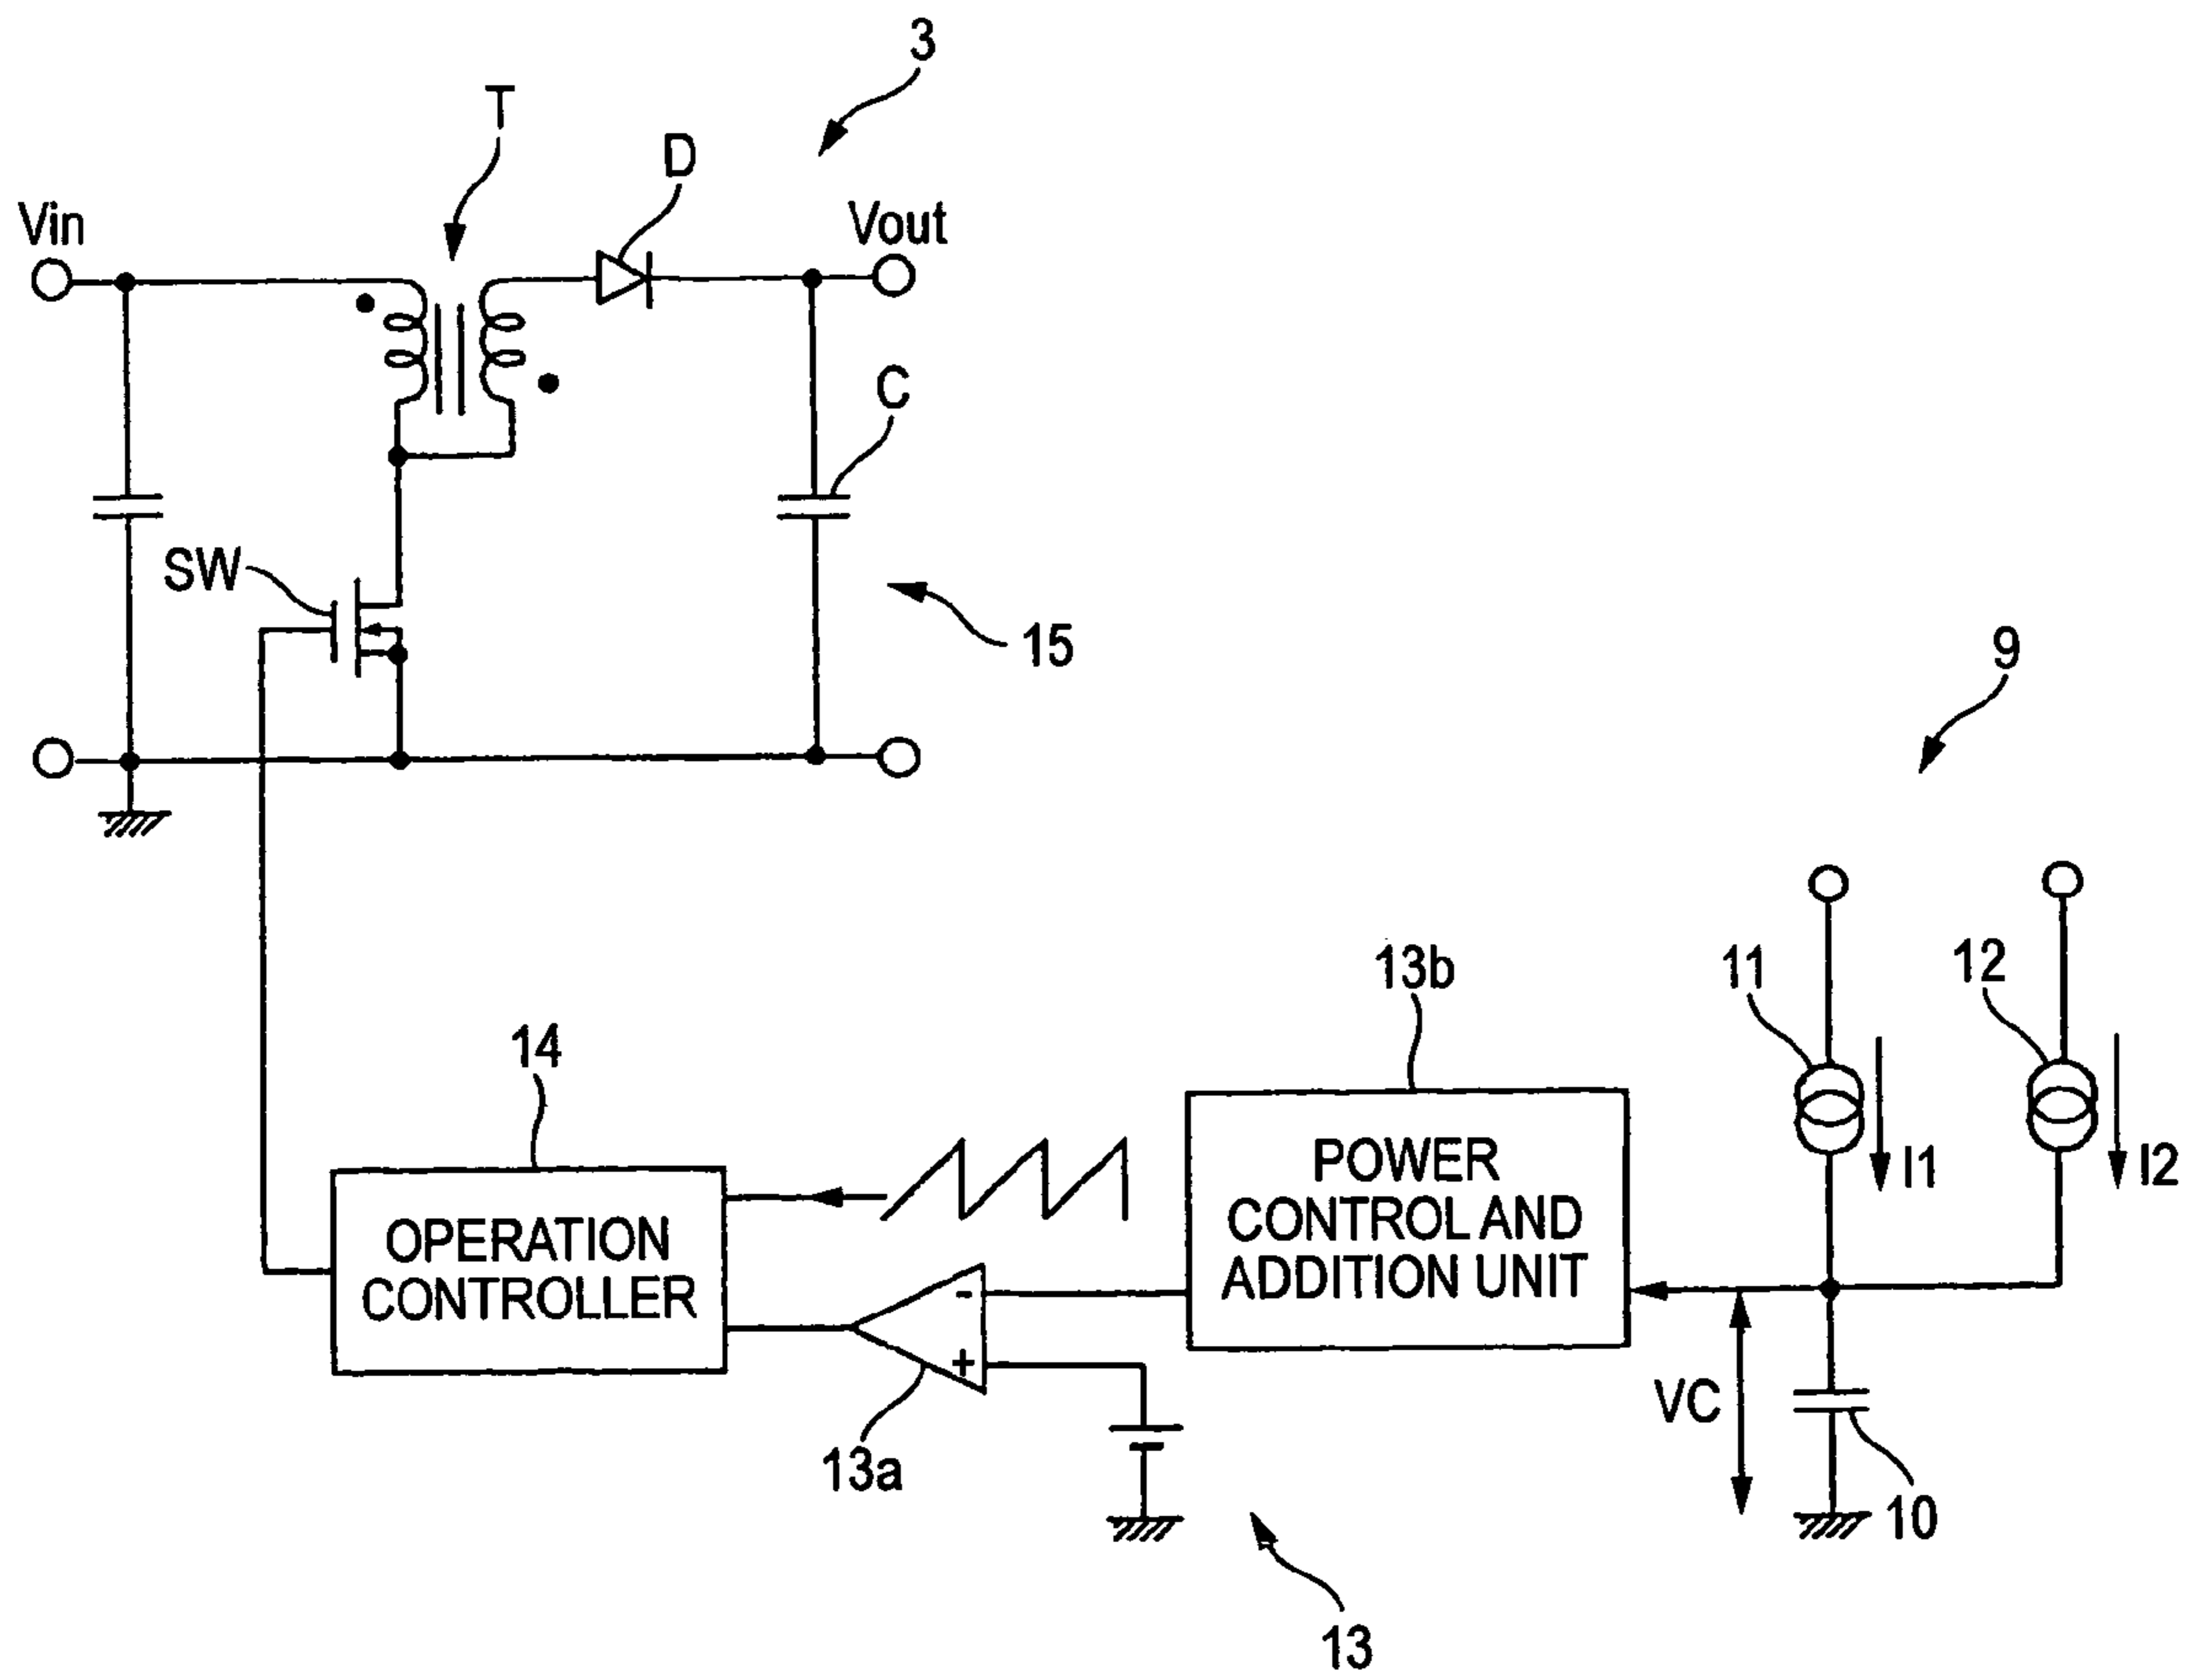 3
T
D
Vin
Vout
C
SW
15
9
11
12
13b
14
I1
I2
POWER
CONTROL AND
ADDITION UNIT
OPERATION
CONTROLLER
-
+
VC
13a
10
13